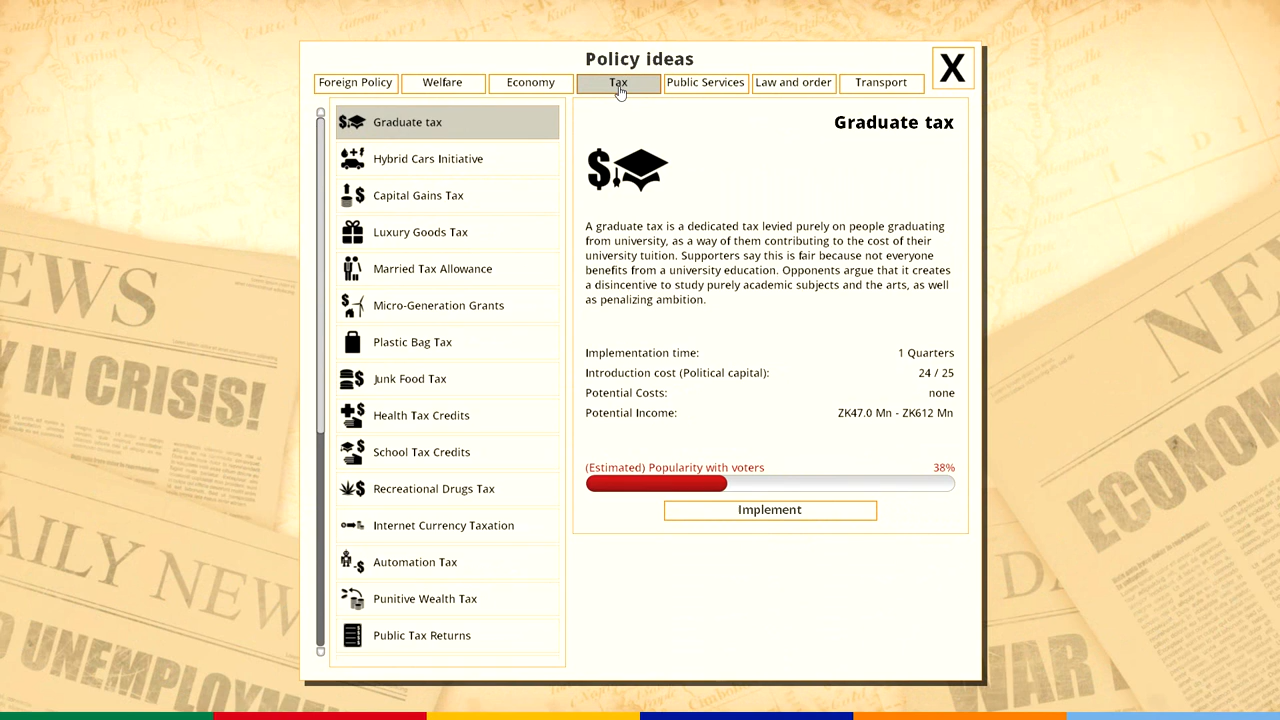 Policy ideas
X
Foreign Policy
Welfare
Economy
Tax
Public Services
Law and order
Transport
Graduate tax
Hybrid Cars Initiative
Capital Gains Tax
Luxury Goods Tax
Married Tax Allowance
Micro-Generation Grants
Plastic Bag Tax
Junk Food Tax
Health Tax Credits
School Tax Credits
Recreational Drugs Tax
Internet Currency Taxation
Automation Tax
Punitive Wealth Tax
Public Tax Returns
Graduate tax
A graduate tax is a dedicated tax levied purely on people graduating
from university, as a way of them contributing to the cost of their
university tuition. Supporters say this is fair because not everyone
benefits from a university education. Opponents argue that it creates
a disincentive to study purely academic subjects and the arts, as well
as penalizing ambition.
Implementation time: 1 Quarters
Introduction cost (Political capital): 24 / 25
Potential Costs: none
Potential Income: ZK47.0 Mn - ZK612 Mn
(Estimated) Popularity with voters 38%
Implement
EWS
Y IN CRISIS!
AILY NEW
D UNEMPLOYM
NE
ECONOM
DA
WAR